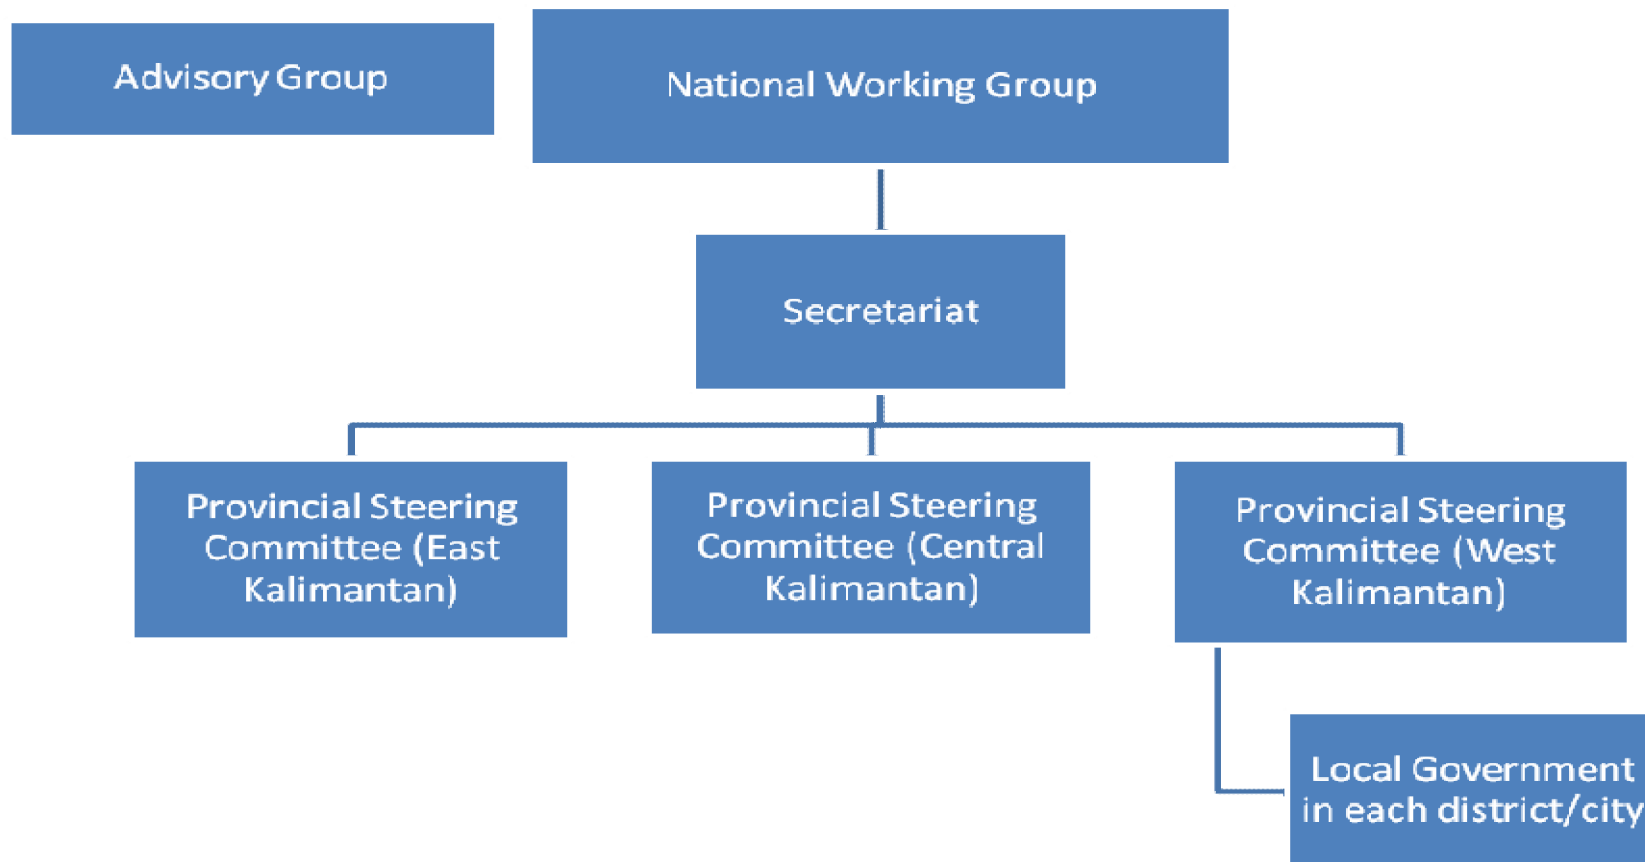 Advisory Group
National Working Group
Secretariat
Provincial Steering
Committee (East
Kalimantan)
Provincial Steering
Committee (Central
Kalimantan)
Provincial Steering
Committee (West
Kalimantan)
Local Government
in each district/city